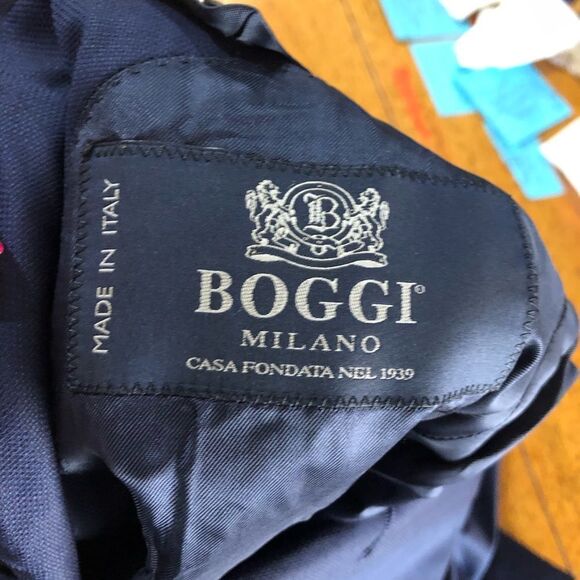 B
BOGGI
MILANO
CASA FONDATA NEL 1939
MADE IN ITALY